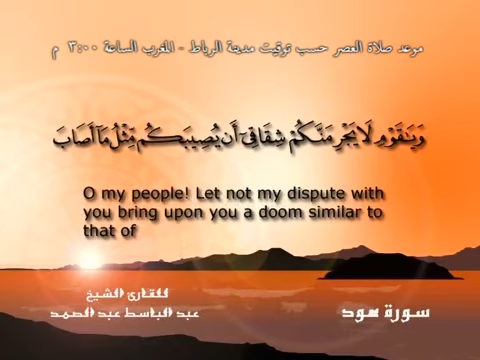 موعد صلاة العصر حسب توقيت مدينة الرباط - المغرب الساعة ٣:٠٠ م
وَيَٰقَوْمِ لَا يَجْرِمَنَّكُمْ شِقَاقِىٓ أَن يُصِيبَكُم مِّثْلُ مَآ أَصَابَ
O my people! Let not my dispute with
you bring upon you a doom similar to
that of
للقارئ الشيخ
عبد الباسط عبد الصمد
سورة هود